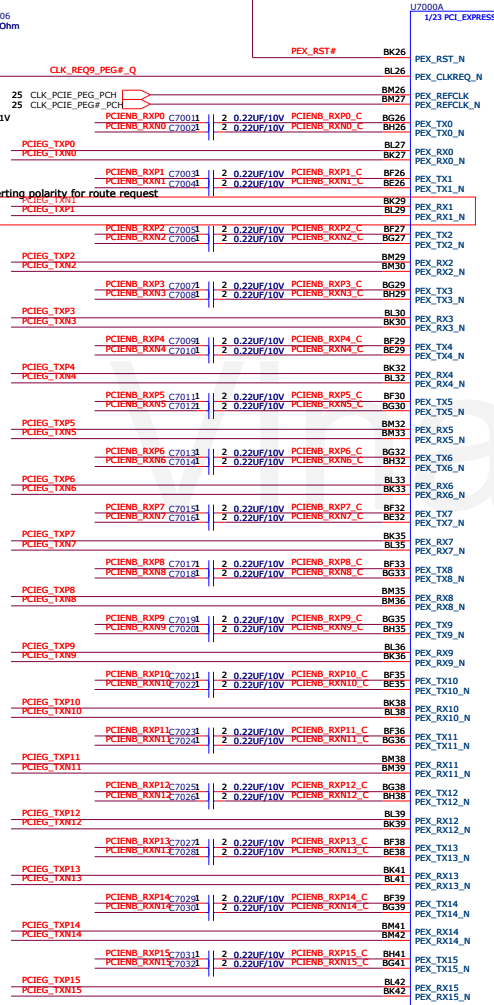 U7000A
06
1/23 PCI_EXPRESS
Ohm
PEX_RST# BK26 PEX_RST_N
CLK_REQ9_PEG#_Q BL26 PEX_CLKREQ_N
25 CLK_PCIE_PEG_PCH BM26 PEX_REFCLK
25 CLK_PCIE_PEG#_PCH BM27 PEX_REFCLK_N
1V
PCIENB_RXP0 C7001 1 2 0.22UF/10V PCIENB_RXP0_C BG26 PEX_TX0
PCIENB_RXN0 C7002 1 2 0.22UF/10V PCIENB_RXN0_C BH26 PEX_TX0_N
PCIEG_TXP0 BL27 PEX_RX0
PCIEG_TXN0 BK27 PEX_RX0_N
PCIENB_RXP1 C7003 1 2 0.22UF/10V PCIENB_RXP1_C BF26 PEX_TX1
PCIENB_RXN1 C7004 1 2 0.22UF/10V PCIENB_RXN1_C BE26 PEX_TX1_N
erting polarity for route request
PCIEG_TXN1 BK29 PEX_RX1
PCIEG_TXP1 BL29 PEX_RX1_N
PCIENB_RXP2 C7005 1 2 0.22UF/10V PCIENB_RXP2_C BF27 PEX_TX2
PCIENB_RXN2 C7006 1 2 0.22UF/10V PCIENB_RXN2_C BG27 PEX_TX2_N
PCIEG_TXP2 BM29 PEX_RX2
PCIEG_TXN2 BM30 PEX_RX2_N
PCIENB_RXP3 C7007 1 2 0.22UF/10V PCIENB_RXP3_C BG29 PEX_TX3
PCIENB_RXN3 C7008 1 2 0.22UF/10V PCIENB_RXN3_C BH29 PEX_TX3_N
PCIEG_TXP3 BL30 PEX_RX3
PCIEG_TXN3 BK30 PEX_RX3_N
PCIENB_RXP4 C7009 1 2 0.22UF/10V PCIENB_RXP4_C BF29 PEX_TX4
PCIENB_RXN4 C7010 1 2 0.22UF/10V PCIENB_RXN4_C BE29 PEX_TX4_N
PCIEG_TXP4 BK32 PEX_RX4
PCIEG_TXN4 BL32 PEX_RX4_N
PCIENB_RXP5 C7011 1 2 0.22UF/10V PCIENB_RXP5_C BF30 PEX_TX5
PCIENB_RXN5 C7012 1 2 0.22UF/10V PCIENB_RXN5_C BG30 PEX_TX5_N
PCIEG_TXP5 BM32 PEX_RX5
PCIEG_TXN5 BM33 PEX_RX5_N
PCIENB_RXP6 C7013 1 2 0.22UF/10V PCIENB_RXP6_C BG32 PEX_TX6
PCIENB_RXN6 C7014 1 2 0.22UF/10V PCIENB_RXN6_C BH32 PEX_TX6_N
PCIEG_TXP6 BL33 PEX_RX6
PCIEG_TXN6 BK33 PEX_RX6_N
PCIENB_RXP7 C7015 1 2 0.22UF/10V PCIENB_RXP7_C BF32 PEX_TX7
PCIENB_RXN7 C7016 1 2 0.22UF/10V PCIENB_RXN7_C BE32 PEX_TX7_N
PCIEG_TXP7 BK35 PEX_RX7
PCIEG_TXN7 BL35 PEX_RX7_N
PCIENB_RXP8 C7017 1 2 0.22UF/10V PCIENB_RXP8_C BF33 PEX_TX8
PCIENB_RXN8 C7018 1 2 0.22UF/10V PCIENB_RXN8_C BG33 PEX_TX8_N
PCIEG_TXP8 BM35 PEX_RX8
PCIEG_TXN8 BM36 PEX_RX8_N
PCIENB_RXP9 C7019 1 2 0.22UF/10V PCIENB_RXP9_C BG35 PEX_TX9
PCIENB_RXN9 C7020 1 2 0.22UF/10V PCIENB_RXN9_C BH35 PEX_TX9_N
PCIEG_TXP9 BL36 PEX_RX9
PCIEG_TXN9 BK36 PEX_RX9_N
PCIENB_RXP10 C7021 1 2 0.22UF/10V PCIENB_RXP10_C BF35 PEX_TX10
PCIENB_RXN10 C7022 1 2 0.22UF/10V PCIENB_RXN10_C BE35 PEX_TX10_N
PCIEG_TXP10 BK38 PEX_RX10
PCIEG_TXN10 BL38 PEX_RX10_N
PCIENB_RXP11 C7023 1 2 0.22UF/10V PCIENB_RXP11_C BF36 PEX_TX11
PCIENB_RXN11 C7024 1 2 0.22UF/10V PCIENB_RXN11_C BG36 PEX_TX11_N
PCIEG_TXP11 BM38 PEX_RX11
PCIEG_TXN11 BM39 PEX_RX11_N
PCIENB_RXP12 C7025 1 2 0.22UF/10V PCIENB_RXP12_C BG38 PEX_TX12
PCIENB_RXN12 C7026 1 2 0.22UF/10V PCIENB_RXN12_C BH38 PEX_TX12_N
PCIEG_TXP12 BL39 PEX_RX12
PCIEG_TXN12 BK39 PEX_RX12_N
PCIENB_RXP13 C7027 1 2 0.22UF/10V PCIENB_RXP13_C BF38 PEX_TX13
PCIENB_RXN13 C7028 1 2 0.22UF/10V PCIENB_RXN13_C BE38 PEX_TX13_N
PCIEG_TXP13 BK41 PEX_RX13
PCIEG_TXN13 BL41 PEX_RX13_N
PCIENB_RXP14 C7029 1 2 0.22UF/10V PCIENB_RXP14_C BF39 PEX_TX14
PCIENB_RXN14 C7030 1 2 0.22UF/10V PCIENB_RXN14_C BG39 PEX_TX14_N
PCIEG_TXP14 BM41 PEX_RX14
PCIEG_TXN14 BM42 PEX_RX14_N
PCIENB_RXP15 C7031 1 2 0.22UF/10V PCIENB_RXP15_C BH41 PEX_TX15
PCIENB_RXN15 C7032 1 2 0.22UF/10V PCIENB_RXN15_C BG41 PEX_TX15_N
PCIEG_TXP15 BL42 PEX_RX15
PCIEG_TXN15 BK42 PEX_RX15_N
Vina